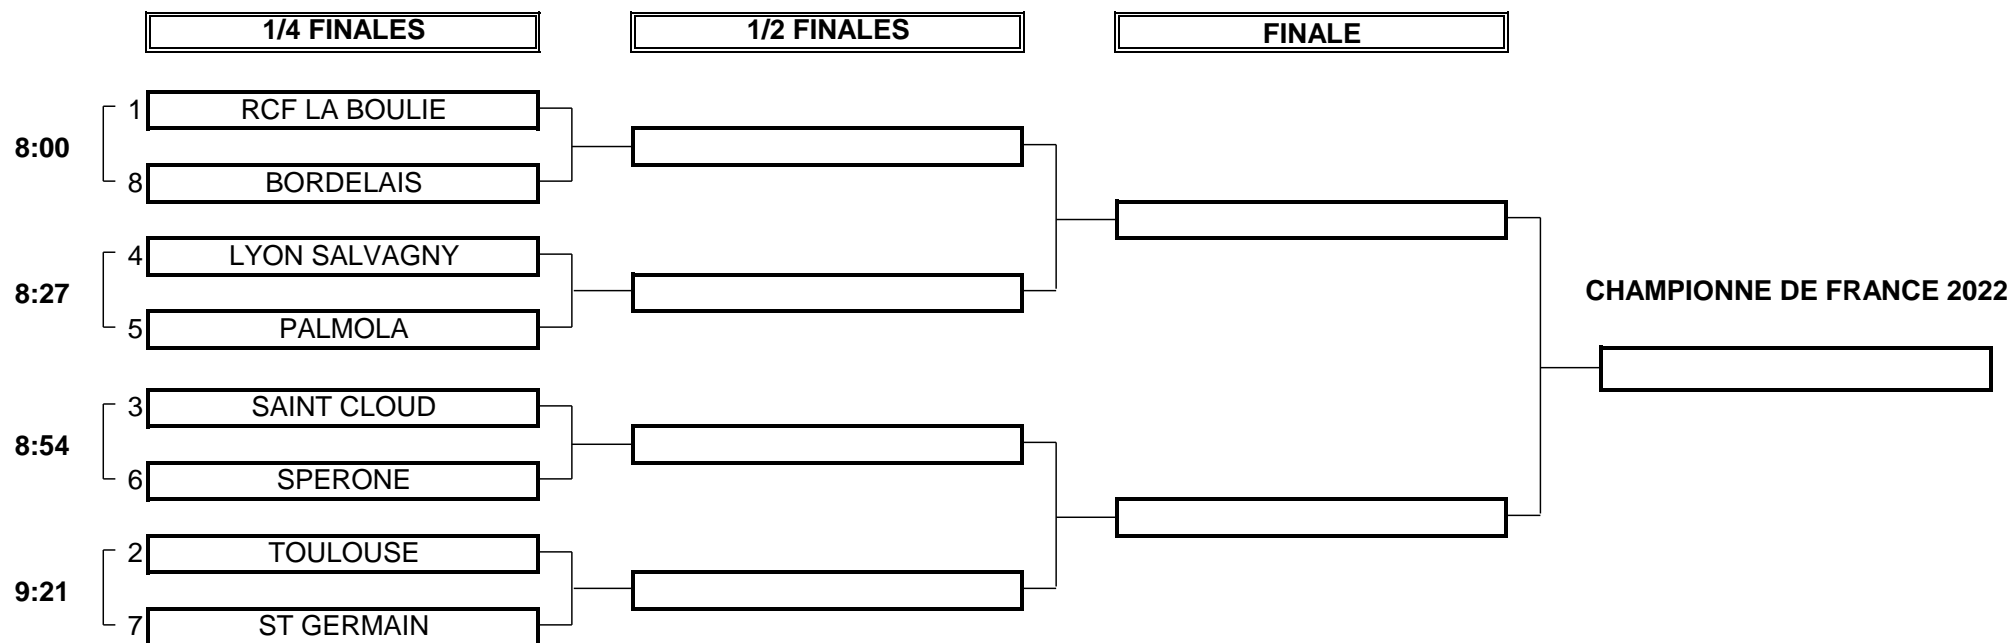 1/4 FINALES
1/2 FINALES
FINALE
1 RCF LA BOULIE
8:00
8 BORDELAIS
4 LYON SALVAGNY
8:27
5 PALMOLA
CHAMPIONNE DE FRANCE 2022
3 SAINT CLOUD
8:54
6 SPERONE
2 TOULOUSE
9:21
7 ST GERMAIN